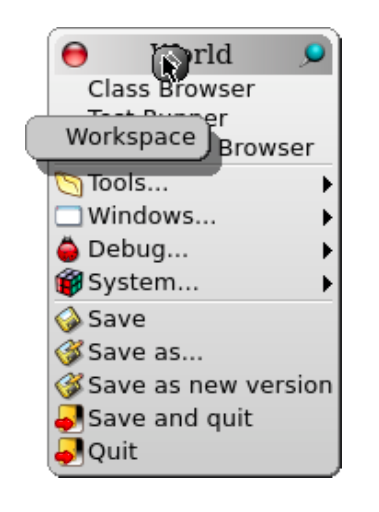 World
Class Browser
Test Runner
Workspace
Browser
Tools...
Windows...
Debug...
System...
Save
Save as...
Save as new version
Save and quit
Quit